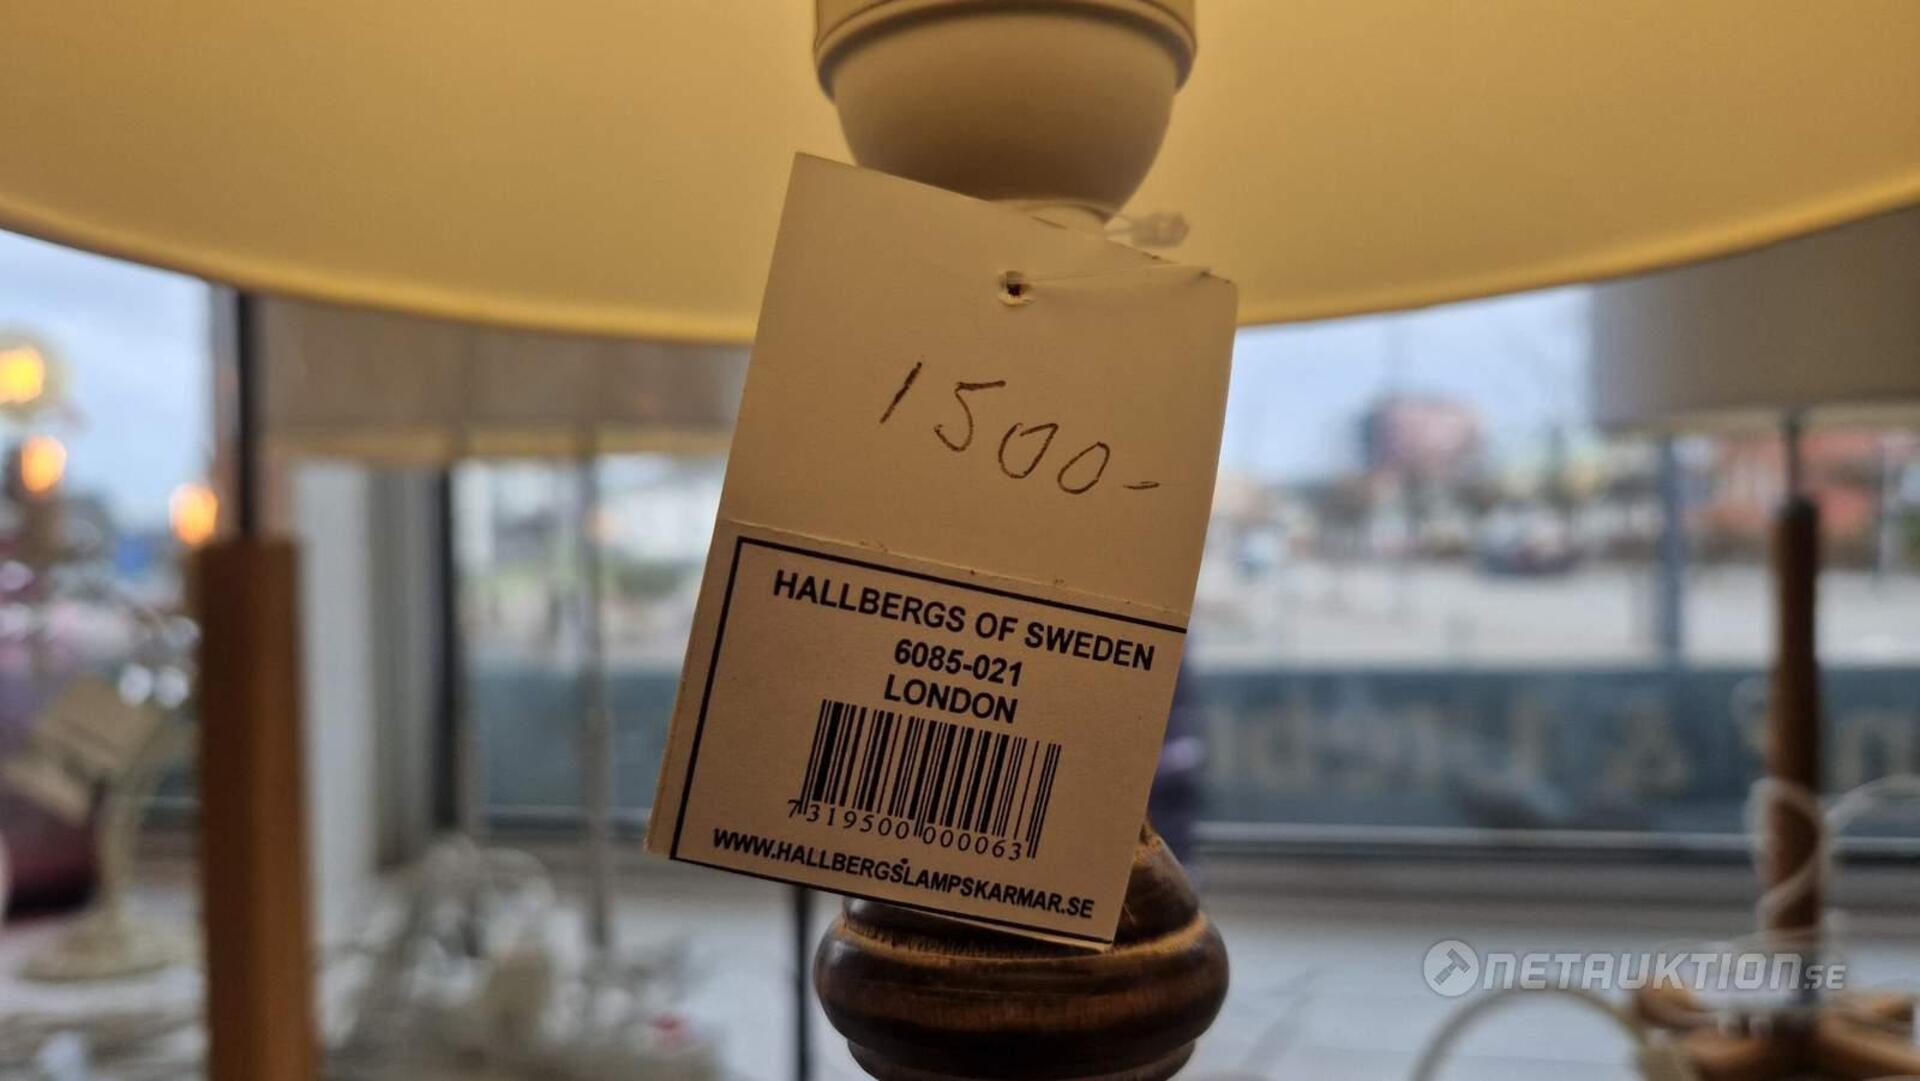 1500-
HALLBERGS OF SWEDEN
6085-021
LONDON
7319500000063
WWW.HALLBERGSLAMPSKARMAR.SE
NETAUKTION.SE